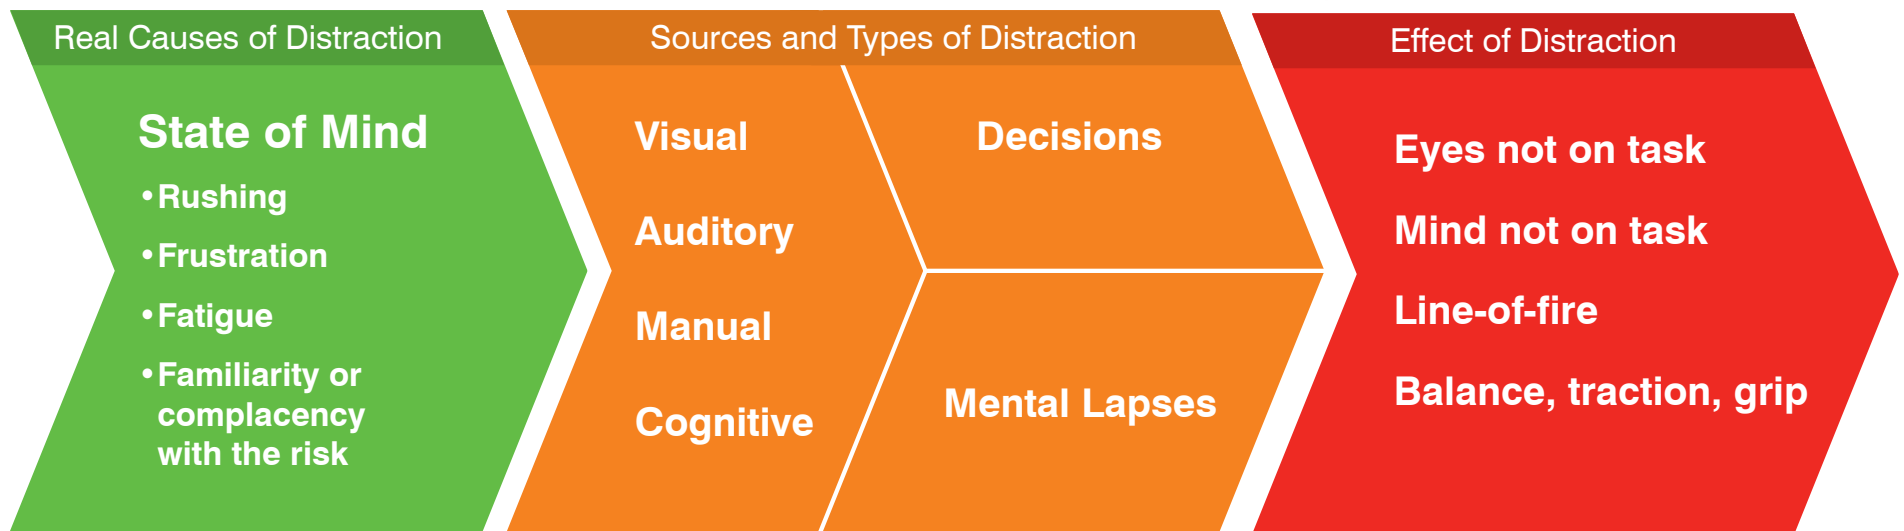 Real Causes of Distraction
State of Mind
•Rushing
•Frustration
•Fatigue
•Familiarity or
complacency
with the risk
Sources and Types of Distraction
Visual
Auditory
Manual
Cognitive
Decisions
Mental Lapses
Effect of Distraction
Eyes not on task
Mind not on task
Line-of-fire
Balance, traction, grip